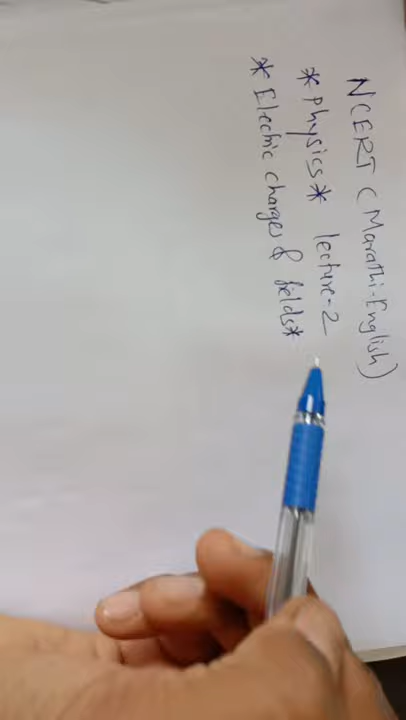 NCERT (Marathi-English)
* Physics * lecture-2
* Electric charges & fields *